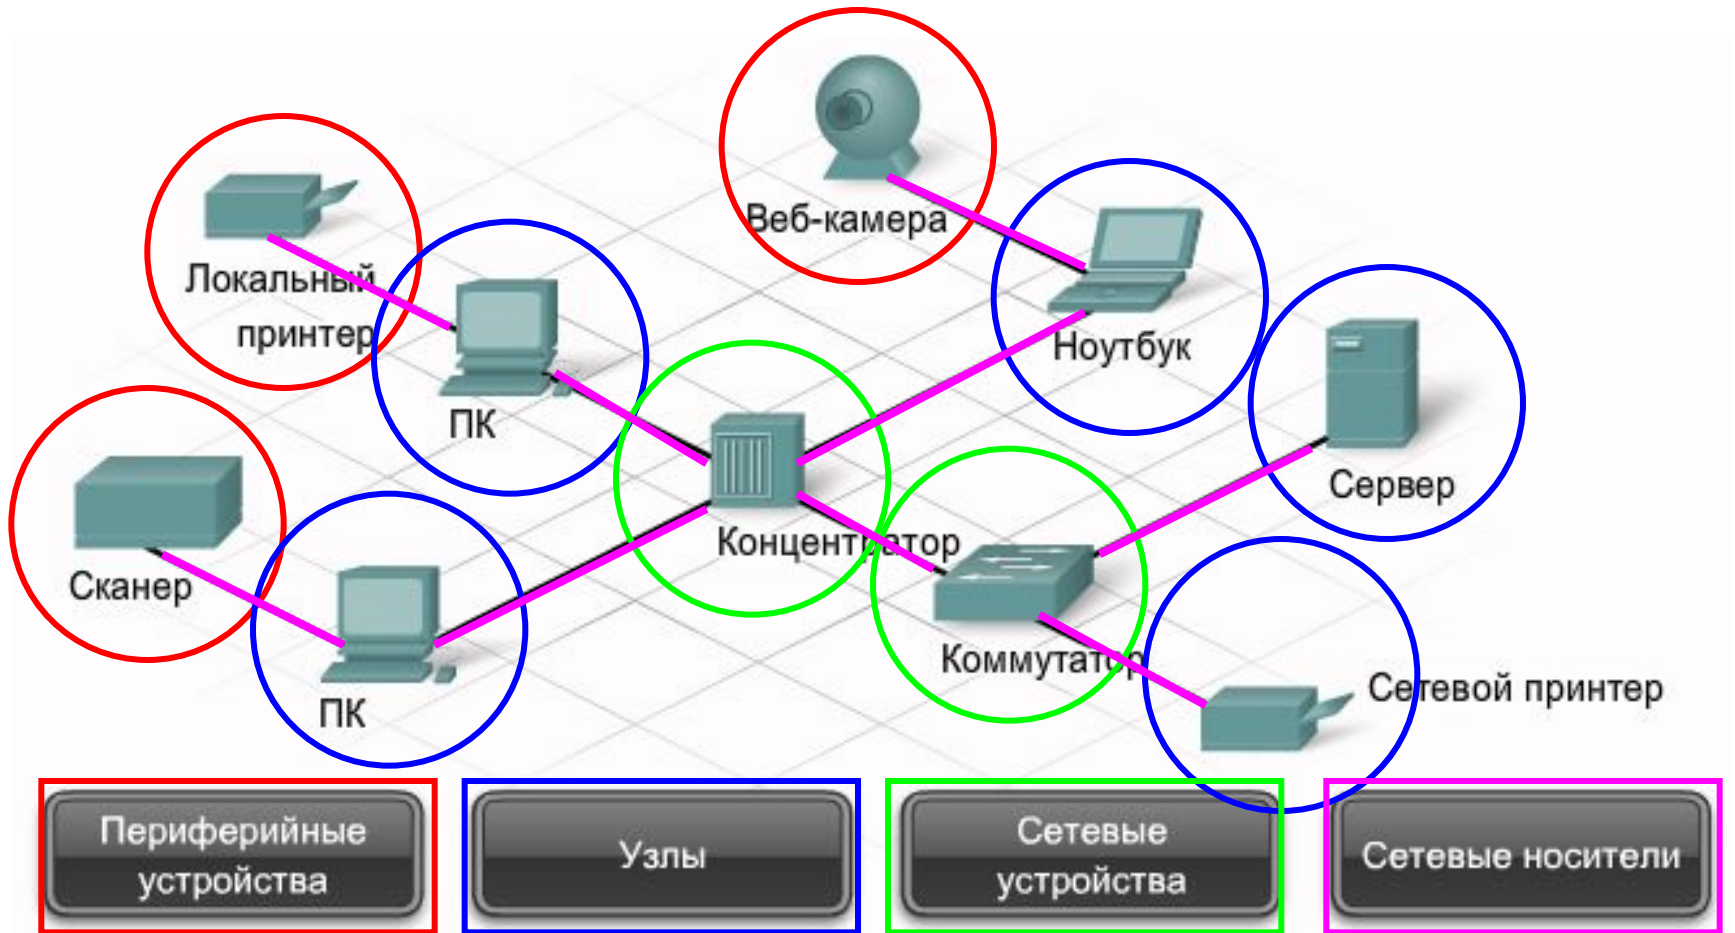 Веб-камера
Локальный
принтер
Ноутбук
ПК
Сервер
Концентратор
Сканер
Коммутатор
Сетевой принтер
ПК
Периферийные
устройства
Узлы
Сетевые
устройства
Сетевые носители